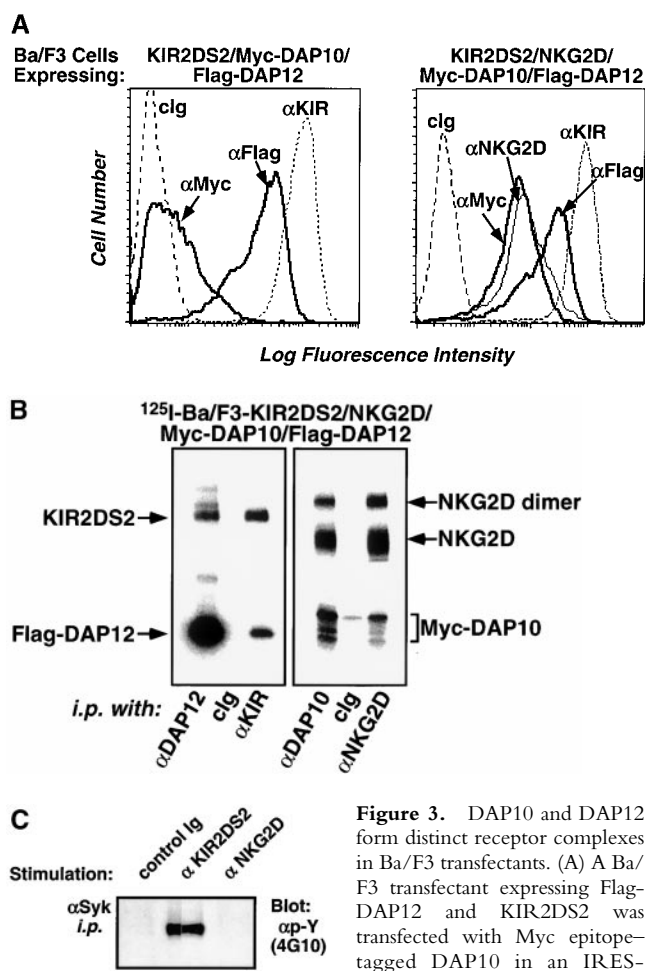 A
Ba/F3 Cells Expressing:
KIR2DS2/Myc-DAP10/
Flag-DAP12
KIR2DS2/NKG2D/
Myc-DAP10/Flag-DAP12
cIg
αKIR
αFlag
αMyc
cIg
αNKG2D
αKIR
αMyc
αFlag
Cell Number
Log Fluorescence Intensity
B
¹²⁵I-Ba/F3-KIR2DS2/NKG2D/
Myc-DAP10/Flag-DAP12
KIR2DS2
NKG2D dimer
NKG2D
Flag-DAP12
Myc-DAP10
i.p. with:
αDAP12
cIg
αKIR
αDAP10
cIg
αNKG2D
C
Stimulation:
control Ig
α KIR2DS2
α NKG2D
αSyk
i.p.
Blot:
αp-Y
(4G10)
Figure 3. DAP10 and DAP12
form distinct receptor complexes
in Ba/F3 transfectants. (A) A Ba/
F3 transfectant expressing Flag-
DAP12 and KIR2DS2 was
transfected with Myc epitope–
tagged DAP10 in an IRES-